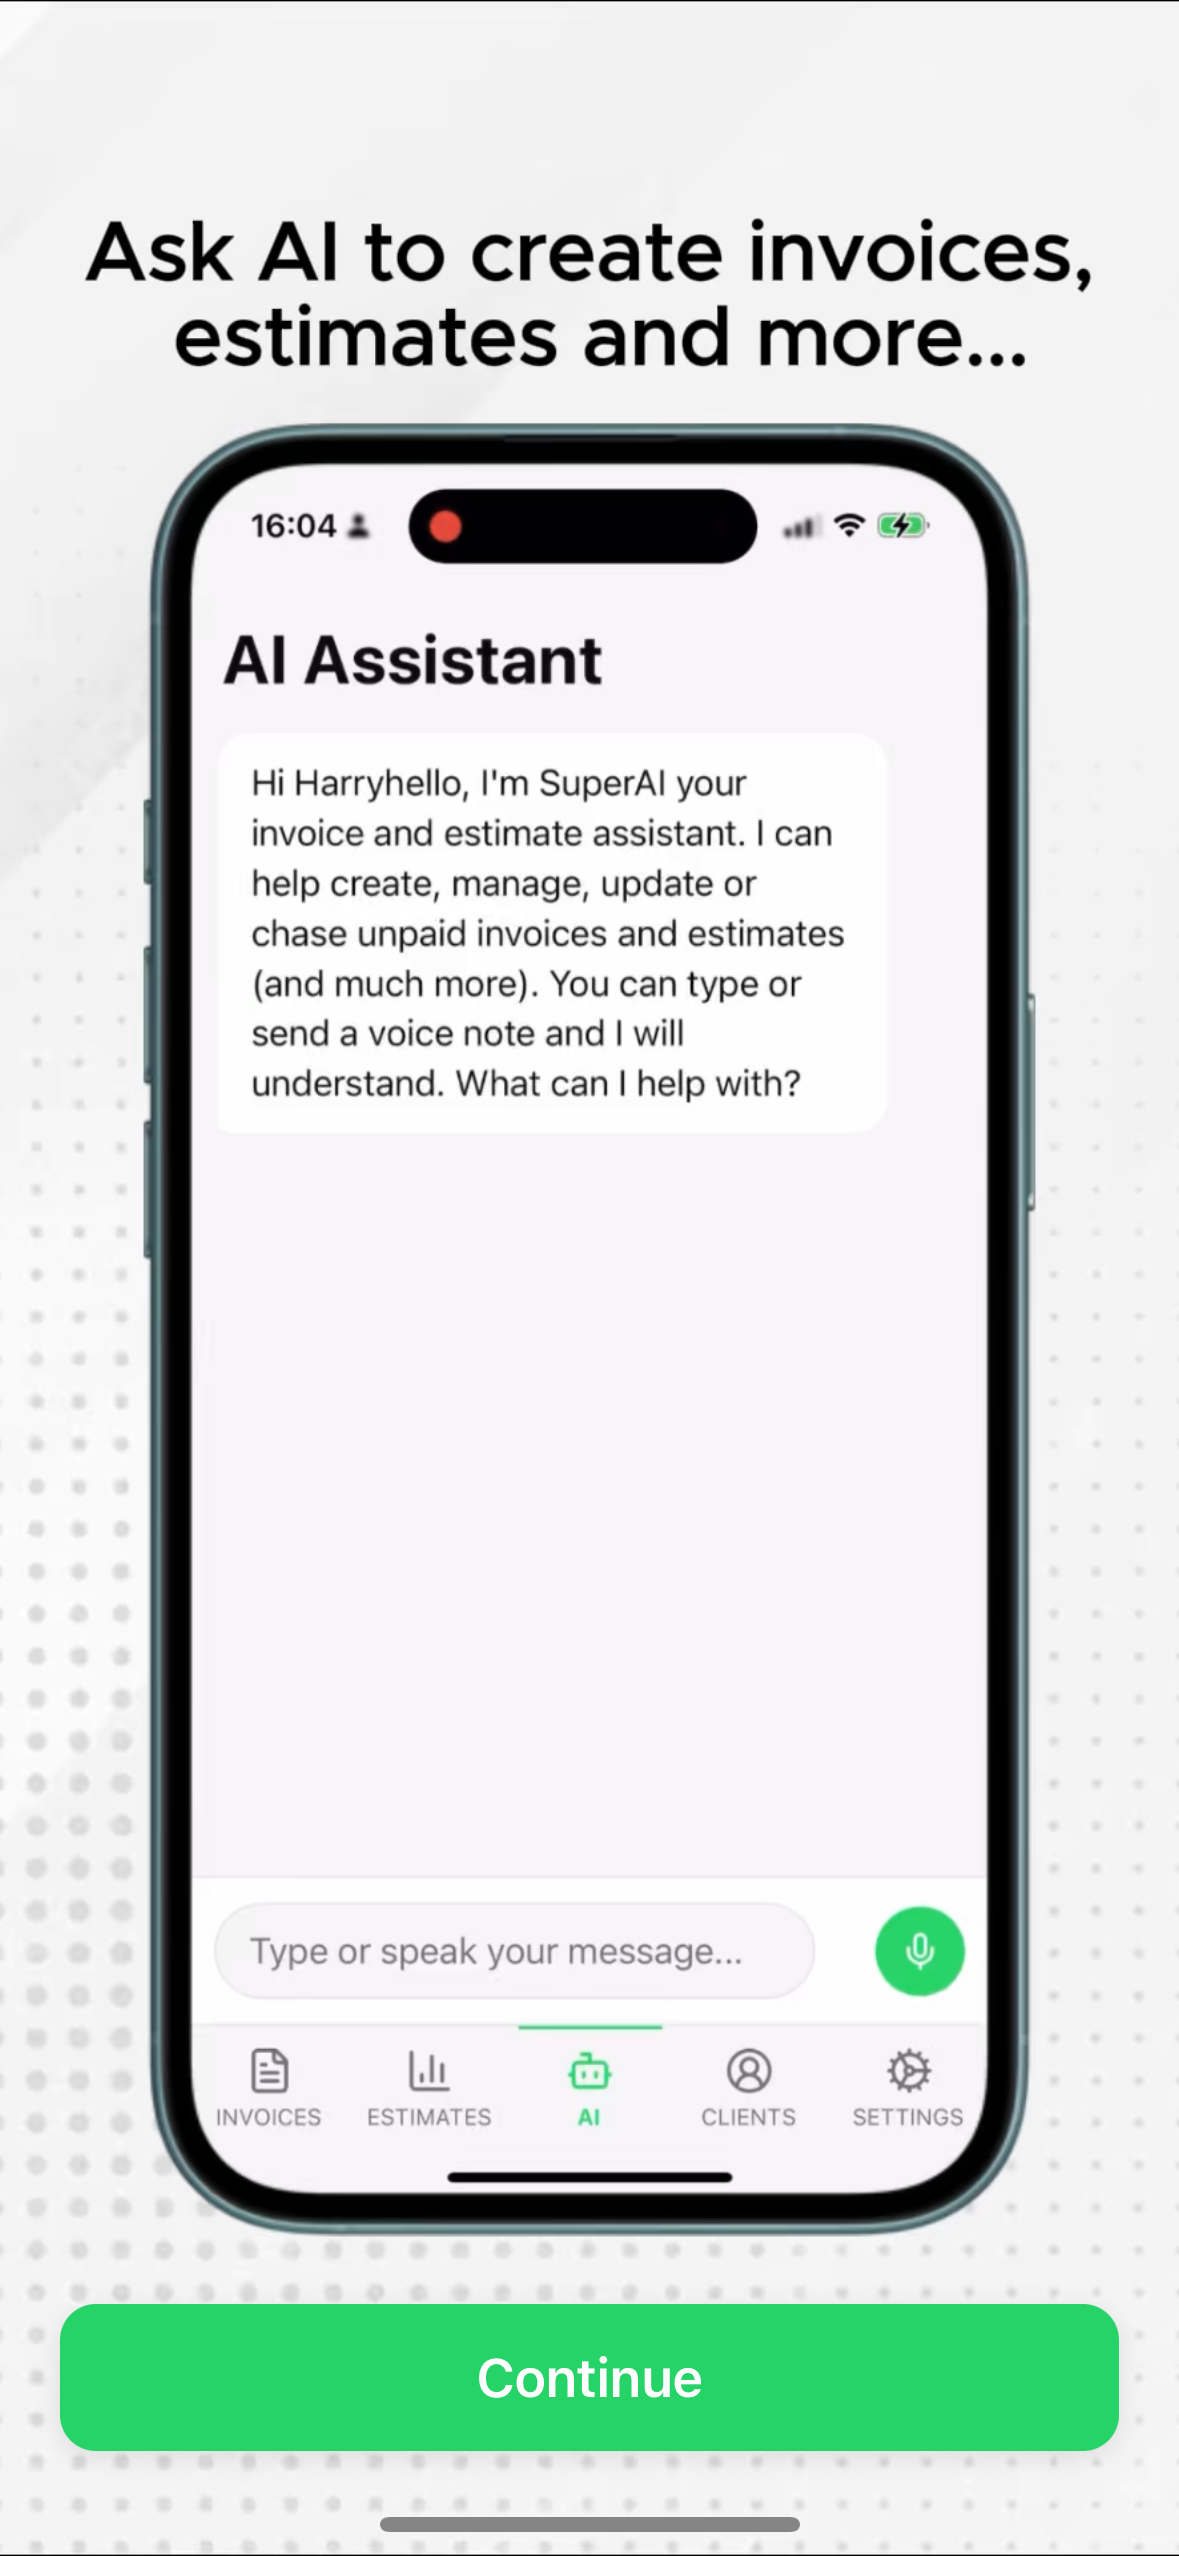 Ask AI to create invoices,
estimates and more...
16:04
AI Assistant
Hi Harryhello, I'm SuperAI your
invoice and estimate assistant. I can
help create, manage, update or
chase unpaid invoices and estimates
(and much more). You can type or
send a voice note and I will
understand. What can I help with?
Type or speak your message...
INVOICES
ESTIMATES
AI
CLIENTS
SETTINGS
Continue